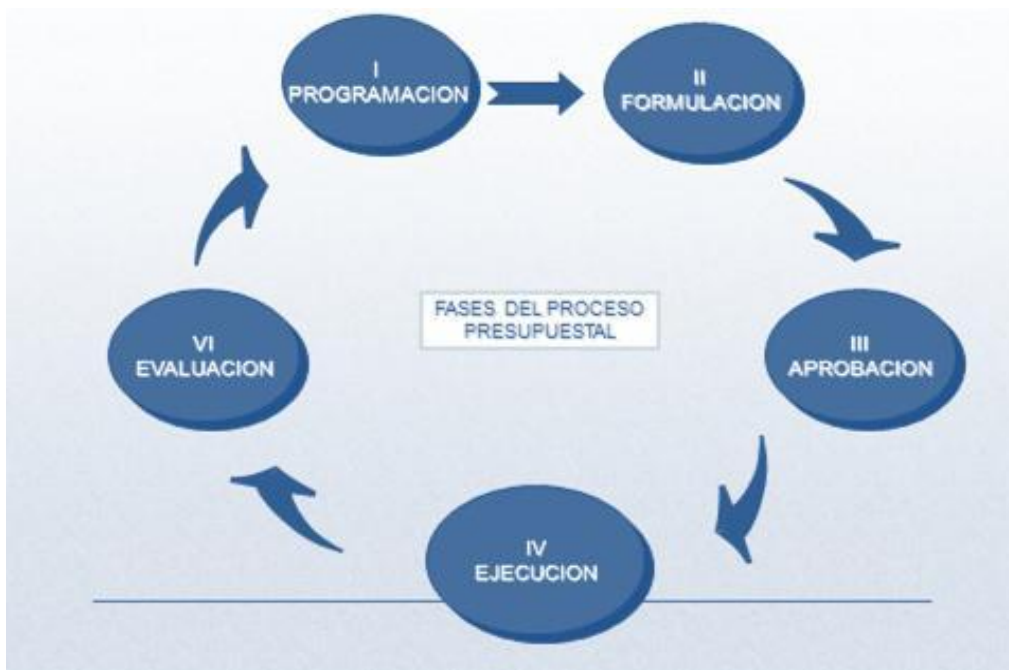 I
PROGRAMACION
II
FORMULACION
III
APROBACION
IV
EJECUCION
VI
EVALUACION
FASES DEL PROCESO
PRESUPUESTAL